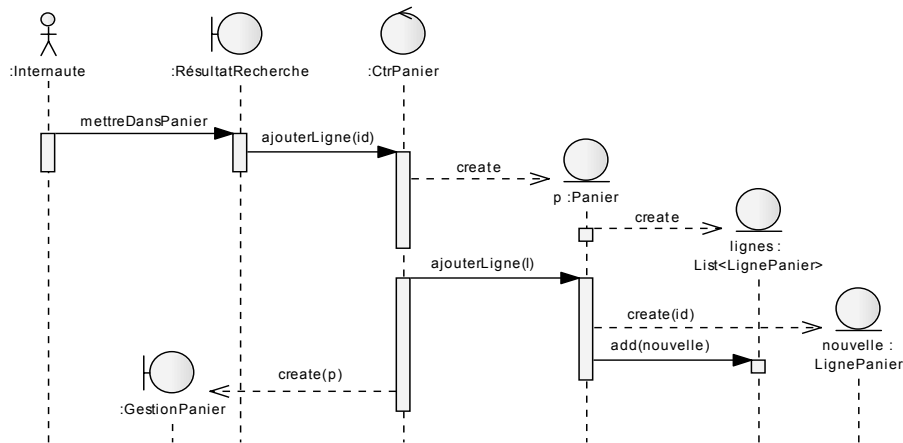 :Internaute
:RésultatRecherche
:CtrPanier
mettreDansPanier
ajouterLigne(id)
create
p :Panier
create
lignes :
List<LignePanier>
ajouterLigne(l)
create(id)
nouvelle :
LignePanier
add(nouvelle)
create(p)
:GestionPanier